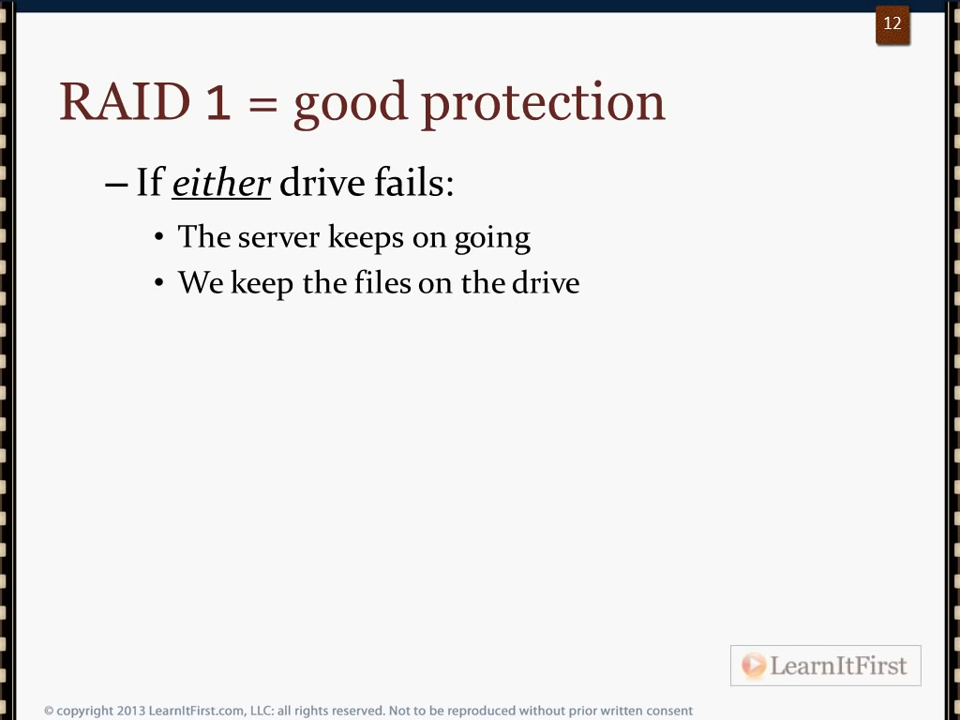 12
RAID 1 = good protection
– If either drive fails:
• The server keeps on going
• We keep the files on the drive
LearnItFirst
© copyright 2013 LearnItFirst.com, LLC: all rights reserved. Not to be reproduced without prior written consent